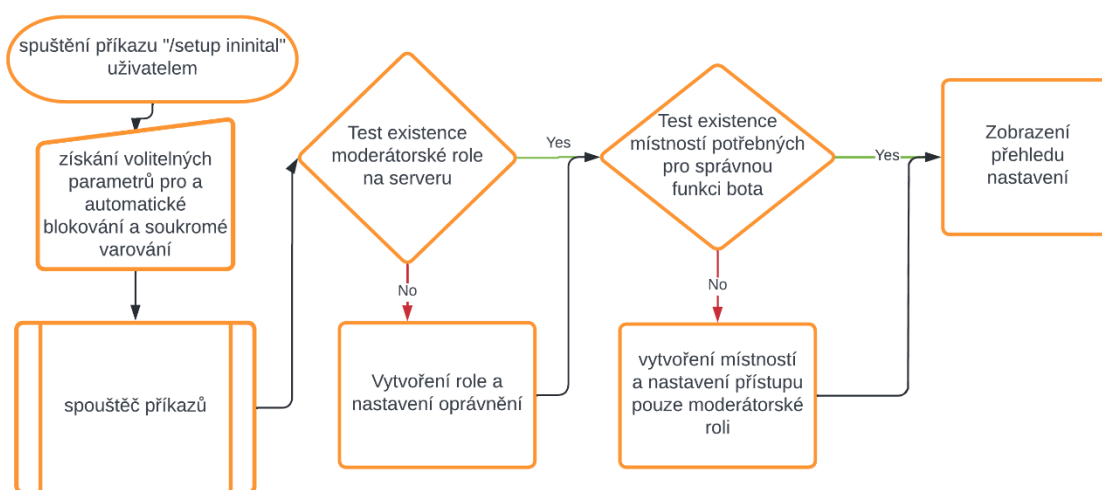 spuštění příkazu "/setup ininital"
uživatelem
získání volitelných
parametrů pro a
automatické
blokování a soukromé
varování
spouštěč příkazů
Test existence
moderátorské role
na serveru
Yes
No
Vytvoření role a
nastavení oprávnění
Test existence
místností potřebných
pro správnou
funkci bota
Yes
No
vytvoření místností
a nastavení přístupu
pouze moderátorské
roli
Zobrazení
přehledu
nastavení